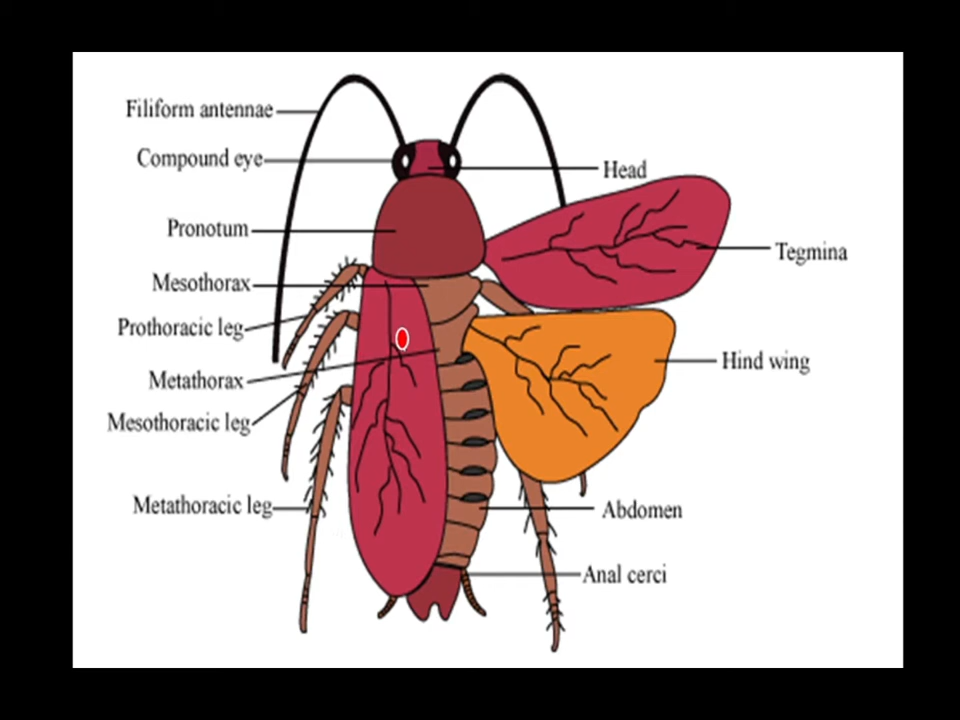 Filiform antennae
Compound eye
Head
Pronotum
Tegmina
Mesothorax
Prothoracic leg
Hind wing
Metathorax
Mesothoracic leg
Metathoracic leg
Abdomen
Anal cerci